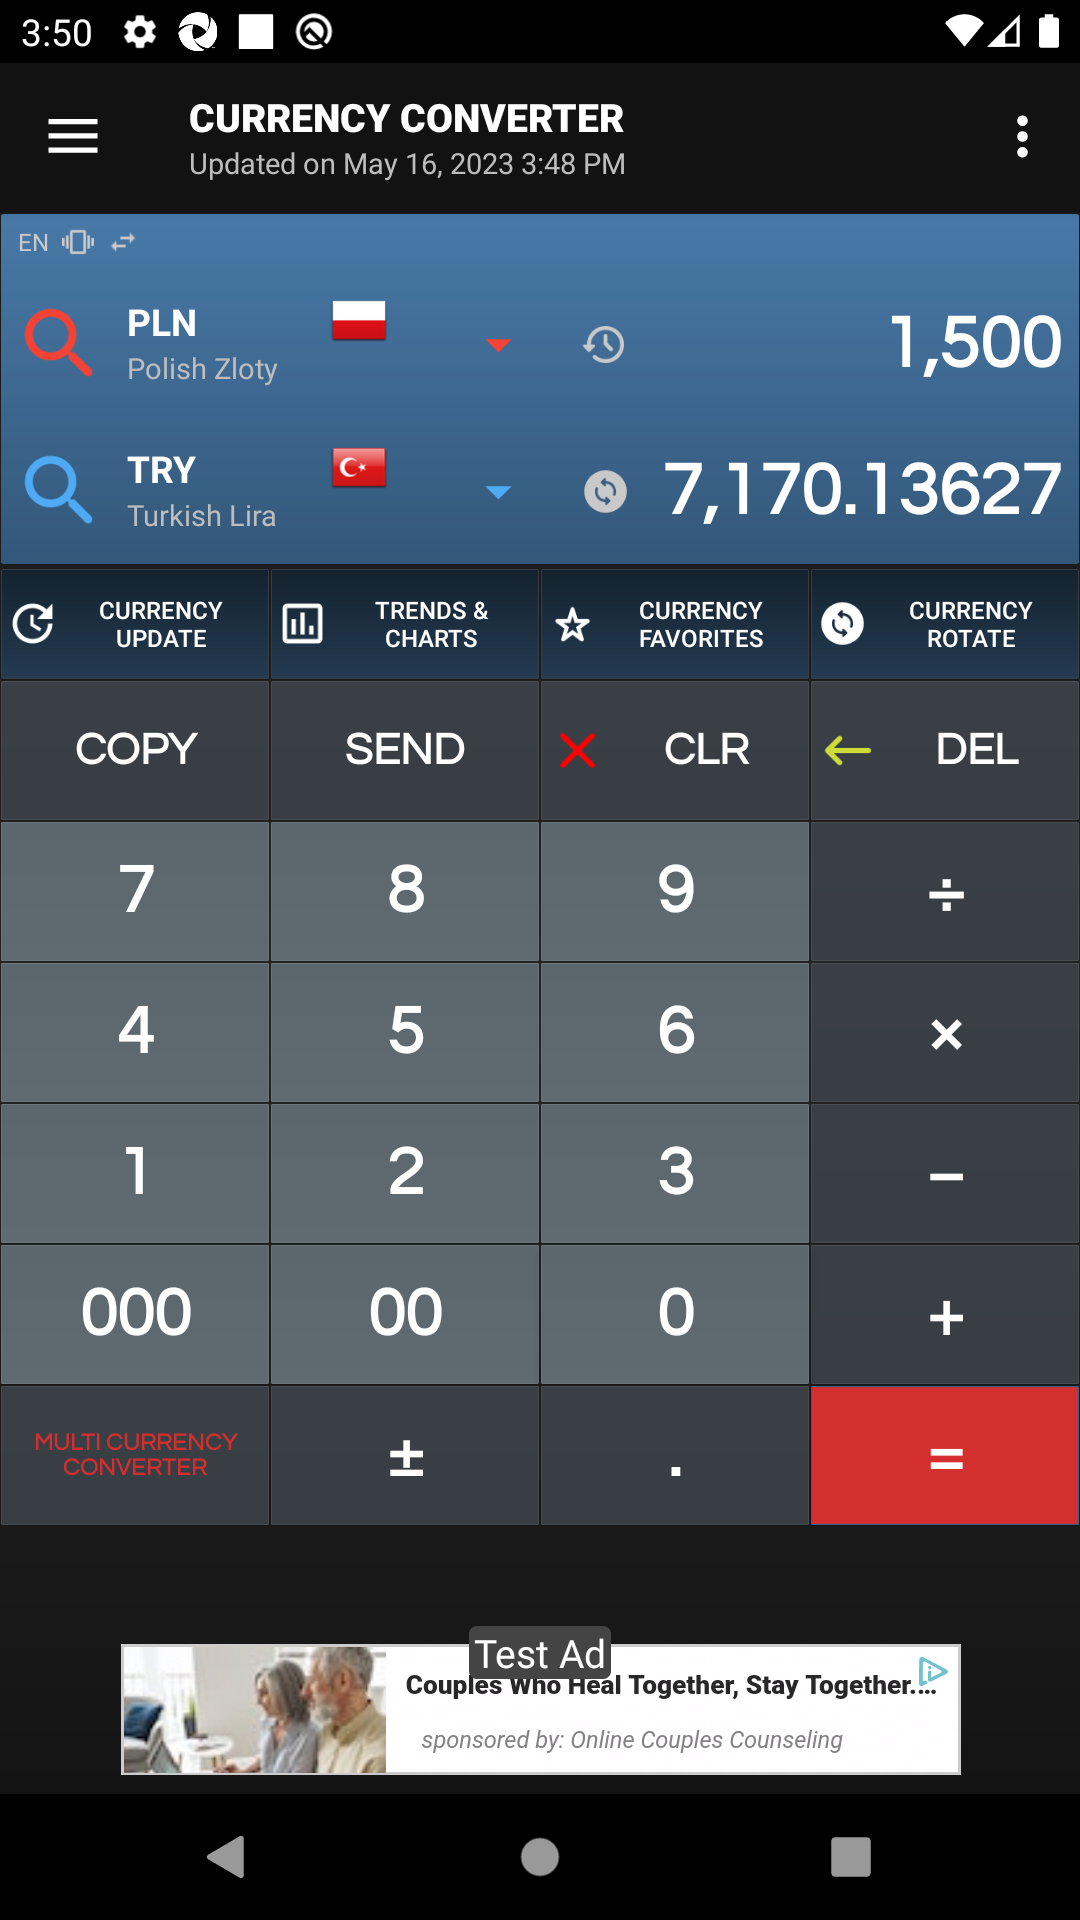 3:50
CURRENCY CONVERTER
Updated on May 16, 2023 3:48 PM
EN
PLN
Polish Zloty
1,500
TRY
Turkish Lira
7,170.13627
CURRENCY UPDATE
TRENDS & CHARTS
CURRENCY FAVORITES
CURRENCY ROTATE
COPY
SEND
CLR
DEL
7
8
9
÷
4
5
6
×
1
2
3
−
000
00
0
+
MULTI CURRENCY CONVERTER
±
.
=
Test Ad
Couples Who Heal Together, Stay Together....
sponsored by: Online Couples Counseling